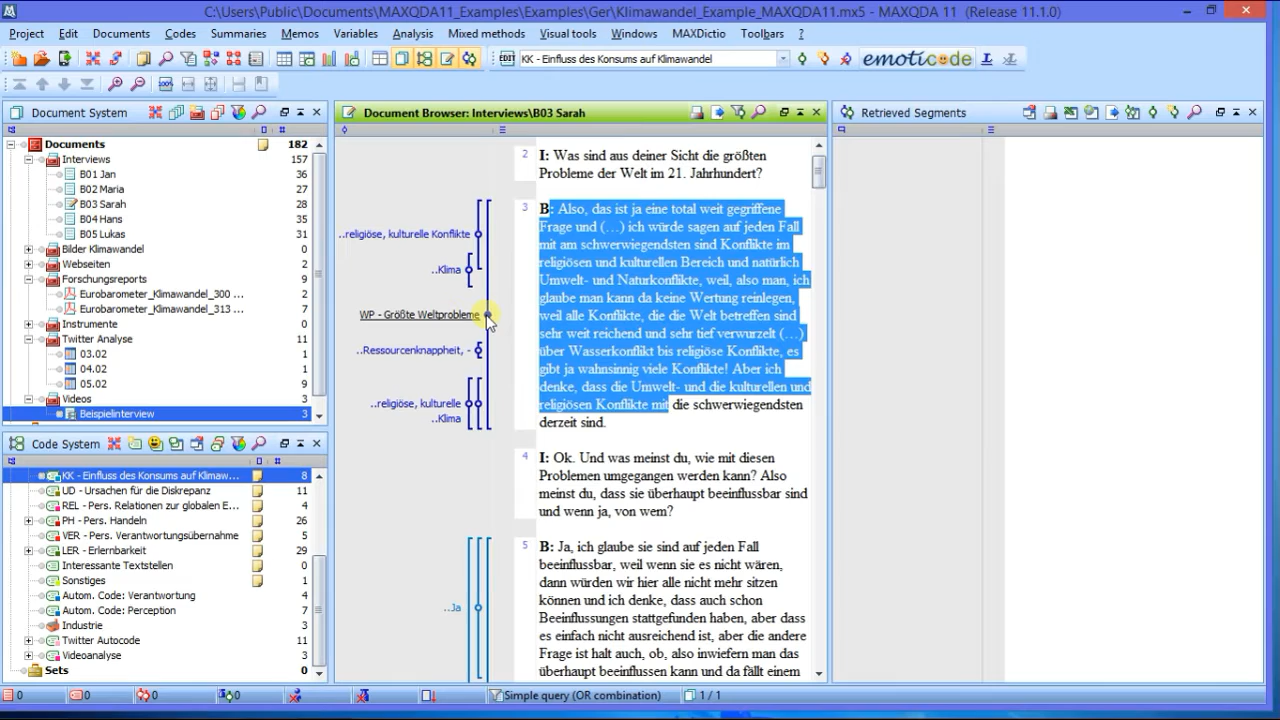 C:\Users\Public\Documents\MAXQDA11_Examples\Examples\Ger\Klimawandel_Example_MAXQDA11.mx5 - MAXQDA 11 (Release 11.1.0)
Project Edit Documents Codes Summaries Memos Variables Analysis Mixed methods Visual tools Windows MAXDictio Toolbars ?
EDIT KK - Einfluss des Konsums auf Klimawandel emoticode
Document System
Documents 182
Interviews 157
B01 Jan 36
B02 Maria 27
B03 Sarah 32
B04 Hans 31
B05 Lukas 31
Bilder Klimawandel 0
Webseiten 2
Forschungsreports 9
Eurobarometer_Klimawandel_300 ... 2
Eurobarometer_Klimawandel_313 ... 7
Instrumente 0
Twitter Analyse 11
03.02 1
04.02 1
05.02 9
Videos 3
Beispielinterview 3
Code System
KK - Einfluss des Konsums auf Klimaw... 8
UD - Ursachen für die Diskrepanz 11
REL - Pers. Relationen zur globalen E... 4
PH - Pers. Handeln 26
VER - Pers. Verantwortungsübernahme 5
LER - Erlernbarkeit 29
Interessante Textstellen 0
Sonstiges 1
Autom. Code: Verantwortung 4
Autom. Code: Perception 7
Industrie 3
Twitter Autocode 11
Videoanalyse 3
Sets 0
Document Browser: Interviews\B03 Sarah
2
I: Was sind aus deiner Sicht die größten
Probleme der Welt im 21. Jahrhundert?
3
B: Also, das ist ja eine total weit gegriffene
Frage und (…) ich würde sagen auf jeden Fall
mit am schwerwiegendsten sind Konflikte im
religiösen und kulturellen Bereich und natürlich
Umwelt- und Naturkonflikte, weil, also man, ich
glaube man kann da keine Wertung reinlegen,
weil alle Konflikte, die die Welt betreffen sind
sehr weit reichend und sehr tief verwurzelt (…)
über Wasserkonflikt bis religiöse Konflikte, es
gibt ja wahnsinnig viele Konflikte! Aber ich
denke, dass die Umwelt- und die kulturellen und
religiösen Konflikte mit die schwerwiegendsten
derzeit sind.
4
I: Ok. Und was meinst du, wie mit diesen
Problemen umgegangen werden kann? Also
meinst du, dass sie überhaupt beeinflussbar sind
und wenn ja, von wem?
5
B: Ja, ich glaube sie sind auf jeden Fall
beeinflussbar, weil wenn sie es nicht wären,
dann würden wir hier alle nicht mehr sitzen
können und ich denke, dass auch schon
Beeinflussungen stattgefunden haben, aber dass
es einfach nicht ausreichend ist, aber die andere
Frage ist halt auch, ob, also inwiefern man das
überhaupt beeinflussen kann und da fällt einem
..religiöse, kulturelle Konflikte
..Klima
WP - Größte Weltprobleme
..Ressourcenknappheit, -
..religiöse, kulturelle
..Klima
..Ja
Retrieved Segments
0 0 0 0 Simple query (OR combination) 1 / 1